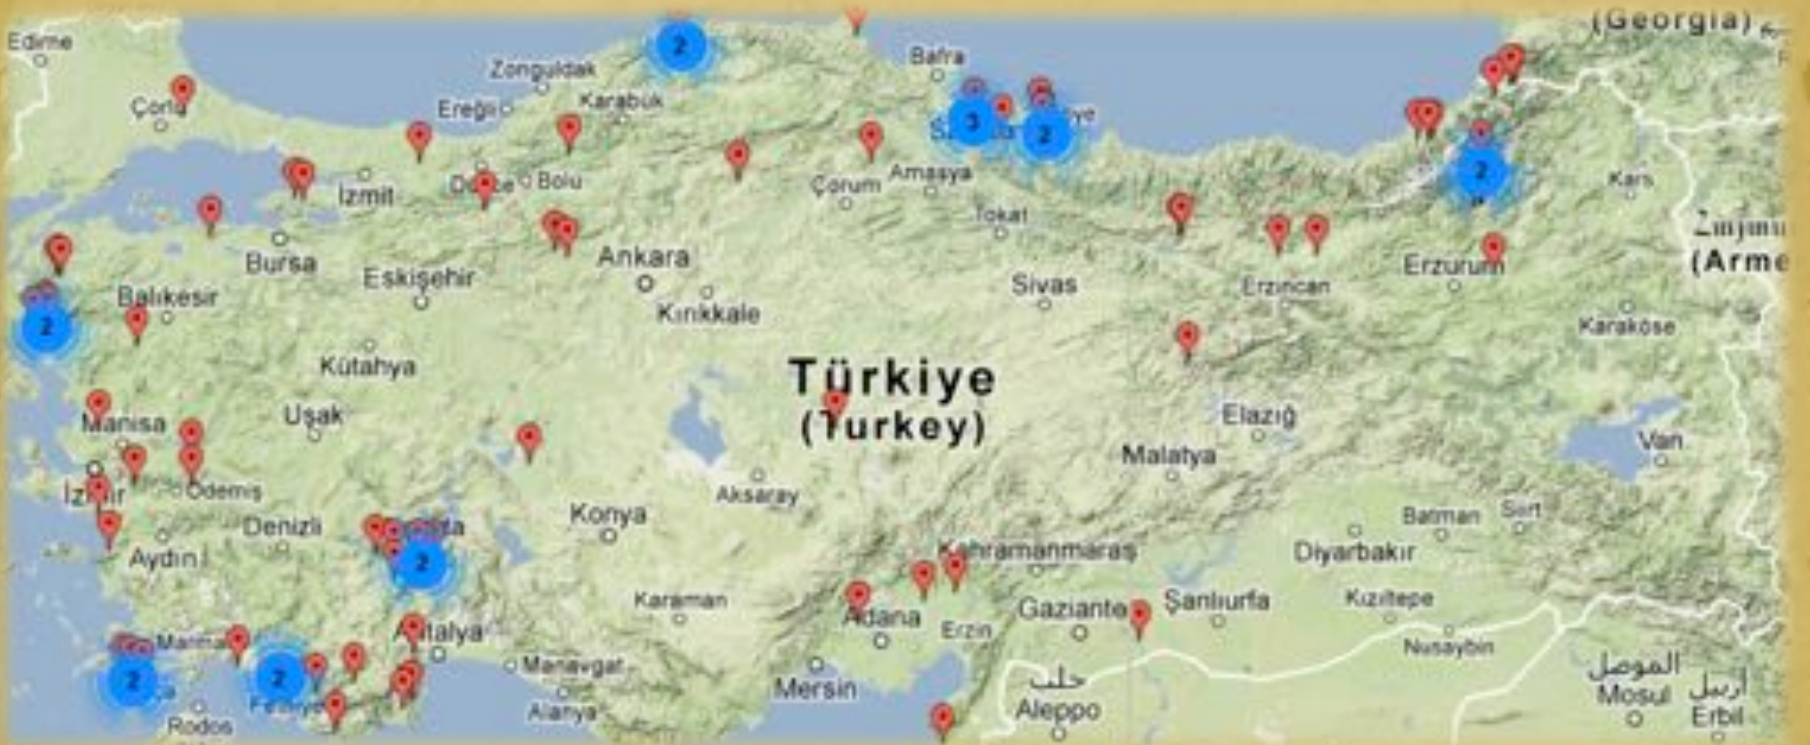 (Georgia)
Edirne
Bafra
Zonguldak
2
Çorlu
Ereğli
Karabük
3
2
İzmit
Bolu
Çorum
Amasya
2
Kars
Tokat
Bursa
Eskişehir
Ankara
Sivas
Erzincan
Erzurum
(Arme
Balıkesir
2
Kırıkkale
Karaköse
Kütahya
Türkiye
(Turkey)
Manisa
Uşak
Elazığ
Van
Malatya
İzmir
Ödemiş
Aksaray
Denizli
Konya
Batman
Siirt
Aydın
2
Kahramanmaraş
Diyarbakır
Karaman
Adana
Erzin
Gaziante
Şanlıurfa
Kızıltepe
Marma
Antalya
Nusaybin
2
2
Manavgat
Mersin
حلب
Aleppo
الموصل
Mosul
أربيل
Erbil
Rodos
Alanya